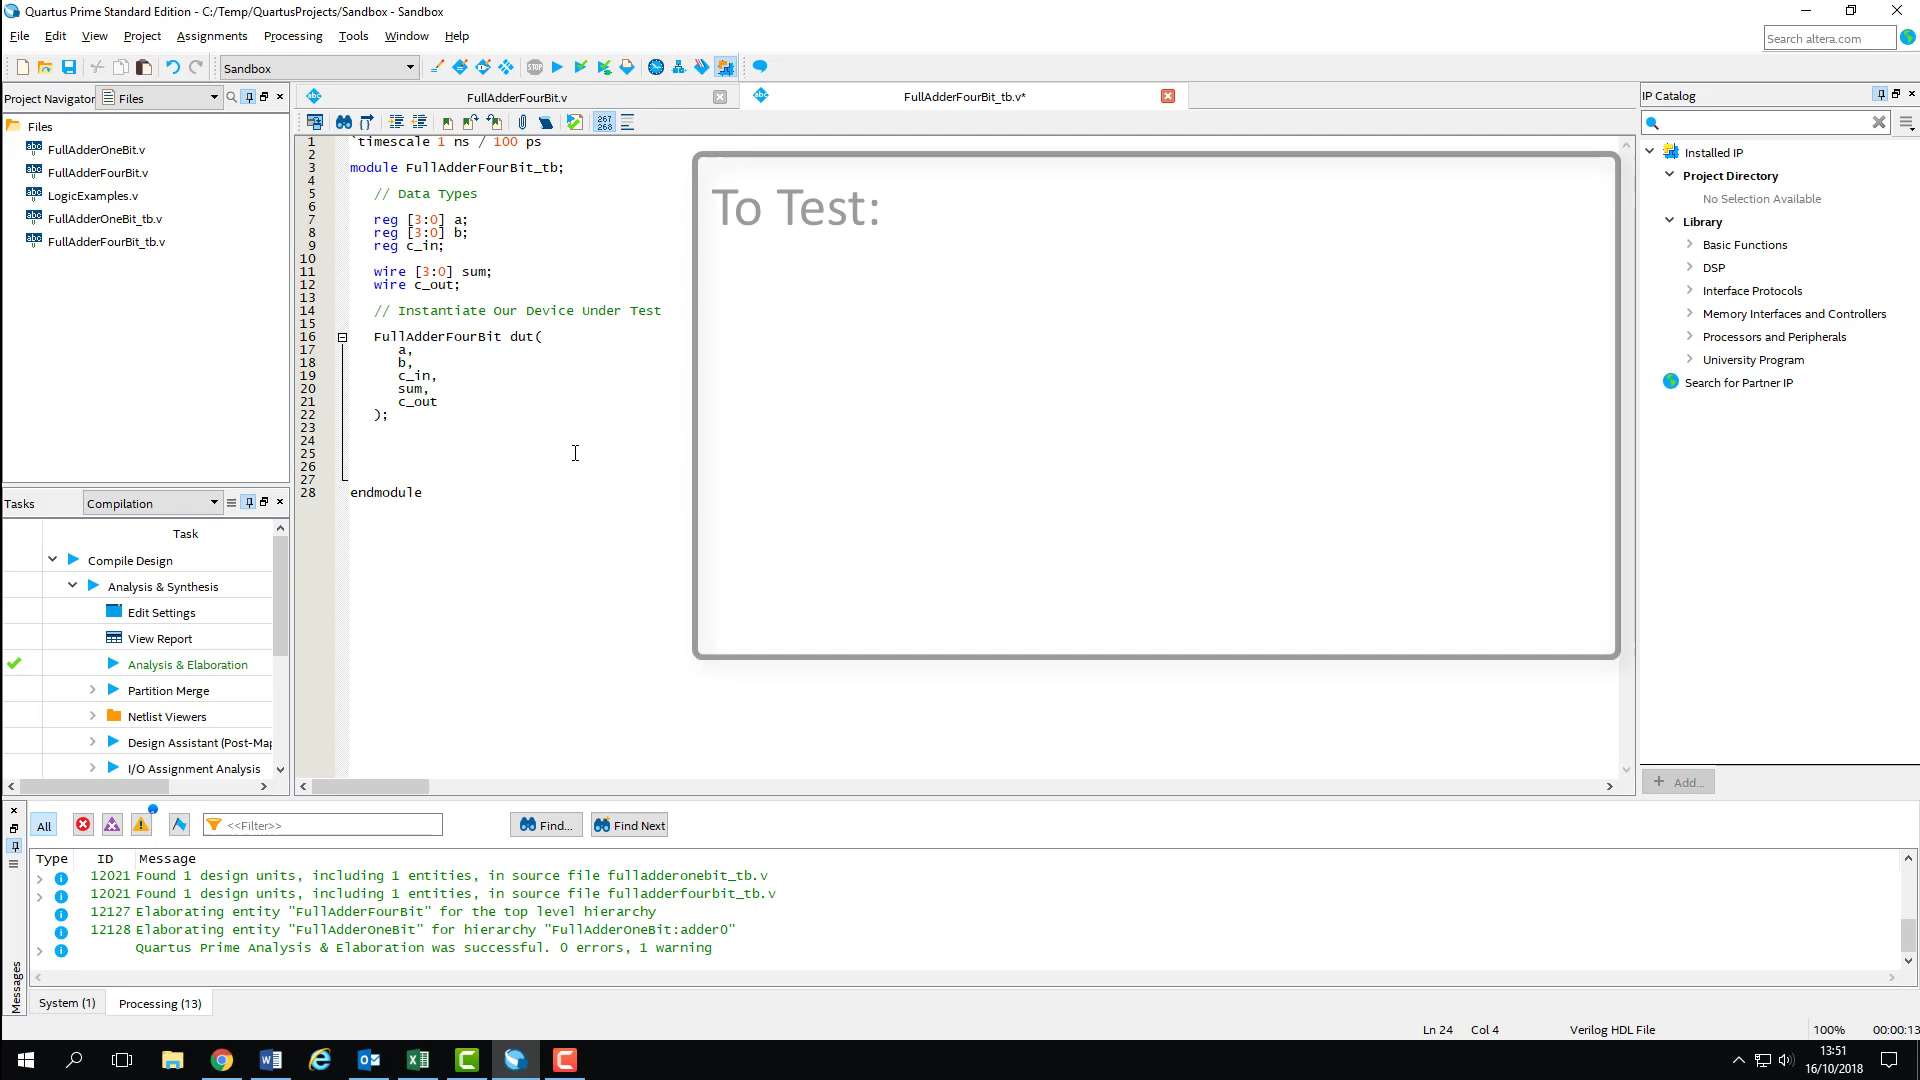 Quartus Prime Standard Edition - C:/Temp/QuartusProjects/Sandbox - Sandbox
File Edit View Project Assignments Processing Tools Window Help
Search altera.com
Sandbox
Project Navigator Files
FullAdderFourBit.v
FullAdderFourBit_tb.v*
IP Catalog
Files
FullAdderOneBit.v
FullAdderFourBit.v
LogicExamples.v
FullAdderOneBit_tb.v
FullAdderFourBit_tb.v
267
268
1 `timescale 1 ns / 100 ps
2
3 module FullAdderFourBit_tb;
4
5 // Data Types
6
7 reg [3:0] a;
8 reg [3:0] b;
9 reg c_in;
10
11 wire [3:0] sum;
12 wire c_out;
13
14 // Instantiate Our Device Under Test
15
16 FullAdderFourBit dut(
17 a,
18 b,
19 c_in,
20 sum,
21 c_out
22 );
23
24
25
26
27
28 endmodule
To Test:
Installed IP
Project Directory
No Selection Available
Library
Basic Functions
DSP
Interface Protocols
Memory Interfaces and Controllers
Processors and Peripherals
University Program
Search for Partner IP
+ Add...
Tasks Compilation
Task
Compile Design
Analysis & Synthesis
Edit Settings
View Report
Analysis & Elaboration
Partition Merge
Netlist Viewers
Design Assistant (Post-Map
I/O Assignment Analysis
All <<Filter>> Find... Find Next
Type ID Message
12021 Found 1 design units, including 1 entities, in source file fulladderonebit_tb.v
12021 Found 1 design units, including 1 entities, in source file fulladderfourbit_tb.v
12127 Elaborating entity "FullAdderFourBit" for the top level hierarchy
12128 Elaborating entity "FullAdderOneBit" for hierarchy "FullAdderOneBit:adder0"
Quartus Prime Analysis & Elaboration was successful. 0 errors, 1 warning
Messages
System (1) Processing (13)
Ln 24 Col 4 Verilog HDL File 100% 00:00:13
13:51
16/10/2018